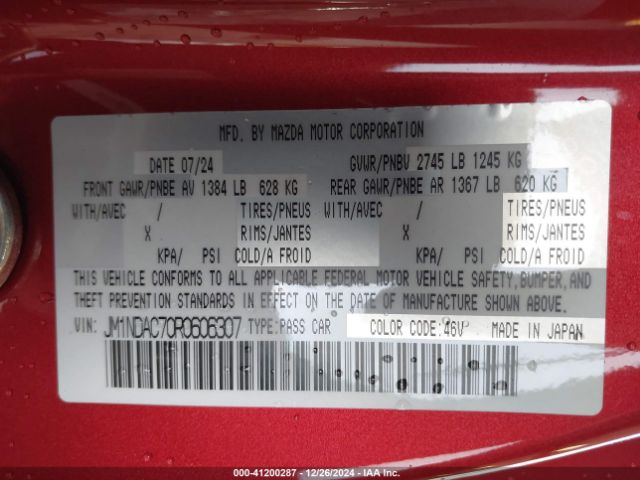 MFD. BY MAZDA MOTOR CORPORATION
DATE 07/24 GVWR/PNBV 2745 LB 1245 KG
FRONT GAWR/PNBE AV 1384 LB 628 KG REAR GAWR/PNBE AR 1367 LB 620 KG
WITH/AVEC / TIRES/PNEUS WITH/AVEC / TIRES/PNEUS
X RIMS/JANTES X RIMS/JANTES
KPA/ PSI COLD/A FROID KPA/ PSI COLD/A FROID
THIS VEHICLE CONFORMS TO ALL APPLICABLE FEDERAL MOTOR VEHICLE SAFETY, BUMPER, AND
THEFT PREVENTION STANDARDS IN EFFECT ON THE DATE OF MANUFACTURE SHOWN ABOVE.
VIN: JM1NDAC70R0606307 TYPE: PASS CAR COLOR CODE: 46V MADE IN JAPAN
000-41200287 - 12/26/2024 - IAA Inc.